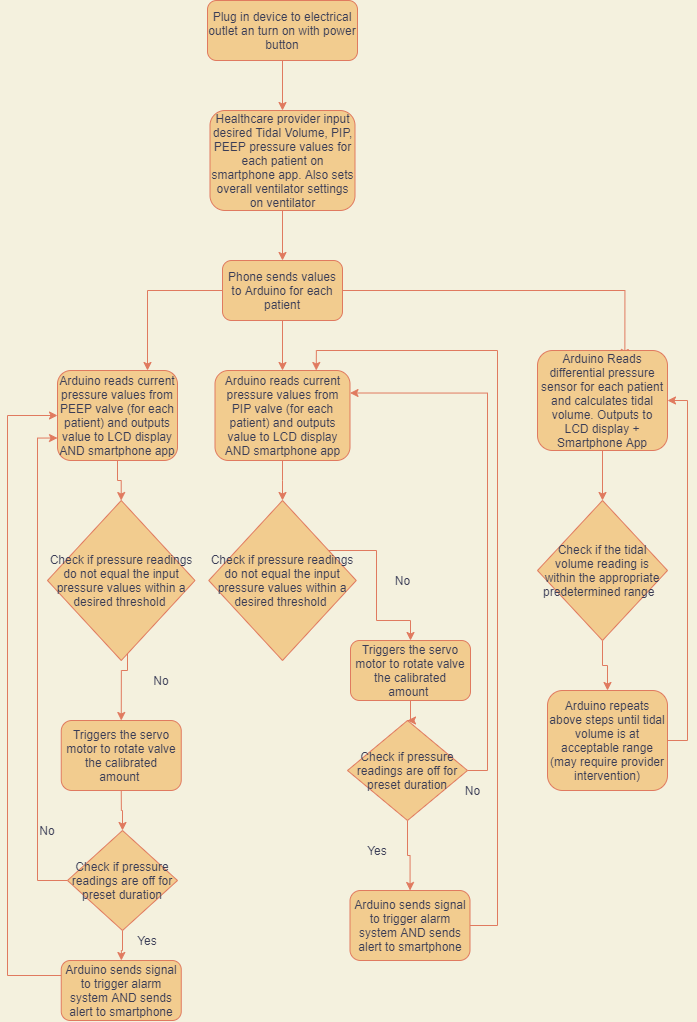 Plug in device to electrical
outlet an turn on with power
button
Healthcare provider input
desired Tidal Volume, PIP,
PEEP pressure values for
each patient on
smartphone app. Also sets
overall ventilator settings
on ventilator
Phone sends values
to Arduino for each
patient
Arduino reads current
pressure values from
PEEP valve (for each
patient) and outputs
value to LCD display
AND smartphone app
Arduino reads current
pressure values from
PIP valve (for each
patient) and outputs
value to LCD display
AND smartphone app
Arduino Reads
differential pressure
sensor for each patient
and calculates tidal
volume. Outputs to
LCD display +
Smartphone App
Check if pressure readings
do not equal the input
pressure values within a
desired threshold
Check if pressure readings
do not equal the input
pressure values within a
desired threshold
Check if the tidal
volume reading is
within the appropriate
predetermined range
No
No
Triggers the servo
motor to rotate valve
the calibrated
amount
Triggers the servo
motor to rotate valve
the calibrated
amount
Arduino repeats
above steps until tidal
volume is at
acceptable range
(may require provider
intervention)
Check if pressure
readings are off for
preset duration
No
Yes
No
Check if pressure
readings are off for
preset duration
Yes
Arduino sends signal
to trigger alarm
system AND sends
alert to smartphone
Arduino sends signal
to trigger alarm
system AND sends
alert to smartphone